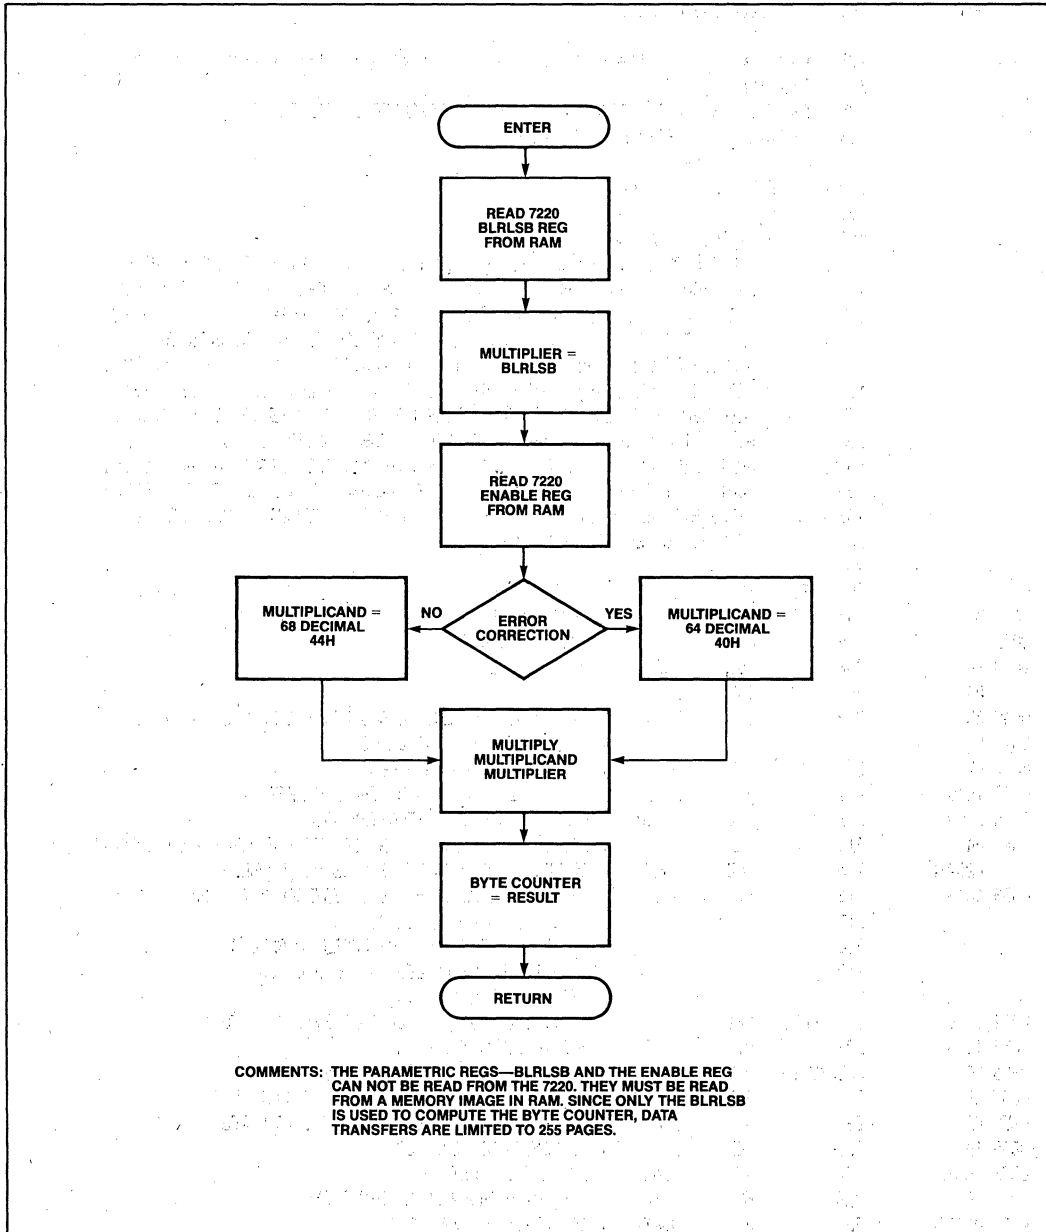 ENTER
READ 7220
BLRLSB REG
FROM RAM
MULTIPLIER =
BLRLSB
READ 7220
ENABLE REG
FROM RAM
MULTIPLICAND =
68 DECIMAL
44H
NO
ERROR
CORRECTION
YES
MULTIPLICAND =
64 DECIMAL
40H
MULTIPLY
MULTIPLICAND
MULTIPLIER
BYTE COUNTER
= RESULT
RETURN
COMMENTS: THE PARAMETRIC REGS—BLRLSB AND THE ENABLE REG
CAN NOT BE READ FROM THE 7220. THEY MUST BE READ
FROM A MEMORY IMAGE IN RAM. SINCE ONLY THE BLRLSB
IS USED TO COMPUTE THE BYTE COUNTER, DATA
TRANSFERS ARE LIMITED TO 255 PAGES.